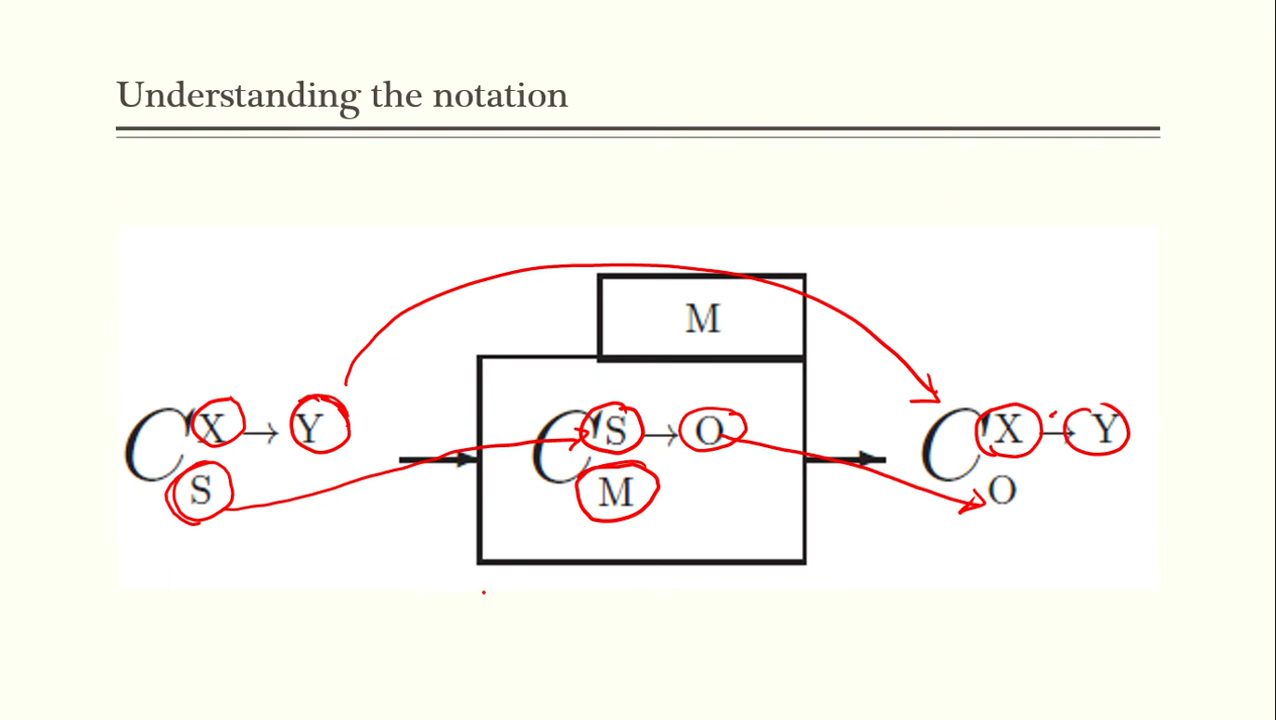 Understanding the notation
M
C X → Y
S
C S → O
M
C X → Y
O